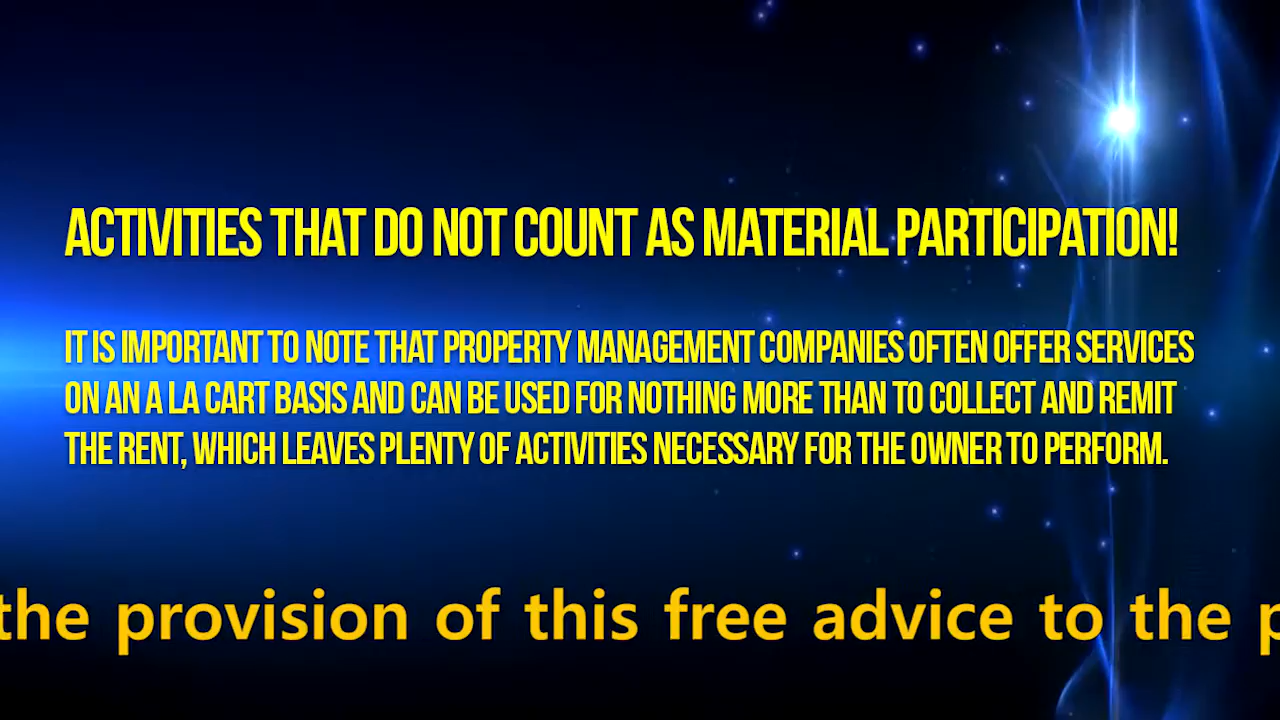 ACTIVITIES THAT DO NOT COUNT AS MATERIAL PARTICIPATION!
IT IS IMPORTANT TO NOTE THAT PROPERTY MANAGEMENT COMPANIES OFTEN OFFER SERVICES
ON AN A LA CART BASIS AND CAN BE USED FOR NOTHING MORE THAN TO COLLECT AND REMIT
THE RENT, WHICH LEAVES PLENTY OF ACTIVITIES NECESSARY FOR THE OWNER TO PERFORM.
the provision of this free advice to the